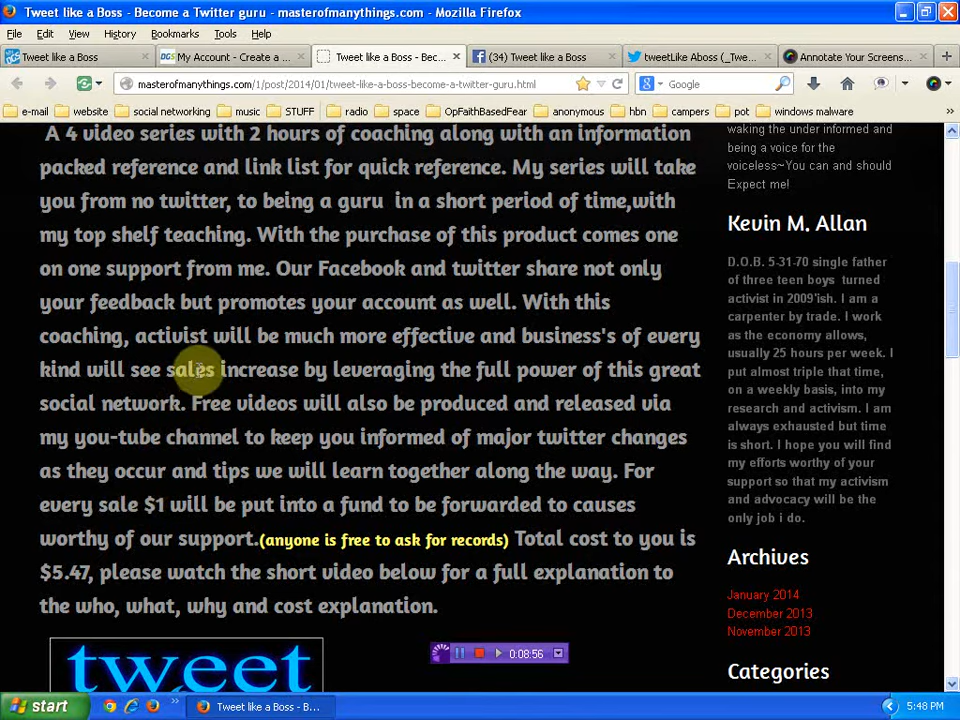 Tweet like a Boss - Become a Twitter guru - masterofmanythings.com - Mozilla Firefox
File Edit View History Bookmarks Tools Help
Tweet like a Boss
My Account - Create a ...
Tweet like a Boss - Bec...
(34) Tweet like a Boss
tweetLike Aboss (_Twe...
Annotate Your Screens...
masterofmanythings.com/1/post/2014/01/tweet-like-a-boss-become-a-twitter-guru.html
Google
e-mail website social networking music STUFF radio space OpFaithBasedFear anonymous hbn campers pot windows malware
A 4 video series with 2 hours of coaching along with an information
packed reference and link list for quick reference. My series will take
you from no twitter, to being a guru in a short period of time,with
my top shelf teaching. With the purchase of this product comes one
on one support from me. Our Facebook and twitter share not only
your feedback but promotes your account as well. With this
coaching, activist will be much more effective and business's of every
kind will see sales increase by leveraging the full power of this great
social network. Free videos will also be produced and released via
my you-tube channel to keep you informed of major twitter changes
as they occur and tips we will learn together along the way. For
every sale $1 will be put into a fund to be forwarded to causes
worthy of our support.(anyone is free to ask for records) Total cost to you is
$5.47, please watch the short video below for a full explanation to
the who, what, why and cost explanation.
tweet
waking the under informed and
being a voice for the
voiceless~You can and should
Expect me!
Kevin M. Allan
D.O.B. 5-31-70 single father
of three teen boys turned
activist in 2009'ish. I am a
carpenter by trade. I work
as the economy allows,
usually 25 hours per week. I
put almost triple that time,
on a weekly basis, into my
research and activism. I am
always exhausted but time
is short. I hope you will find
my efforts worthy of your
support so that my activism
and advocacy will be the
only job i do.
Archives
January 2014
December 2013
November 2013
Categories
0:08:56
start
Tweet like a Boss - B...
5:48 PM